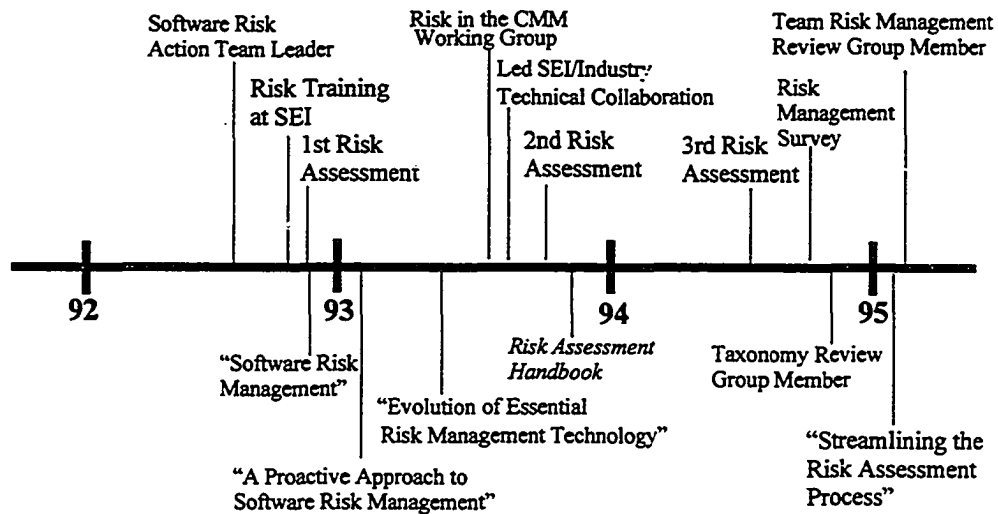 Software Risk
Action Team Leader
Risk in the CMM
Working Group
Team Risk Management
Review Group Member
Risk Training
at SEI
Led SEI/Industry
Technical Collaboration
Risk
Management
Survey
1st Risk
Assessment
2nd Risk
Assessment
3rd Risk
Assessment
92
93
94
95
“Software Risk
Management”
Risk Assessment
Handbook
Taxonomy Review
Group Member
“Evolution of Essential
Risk Management Technology”
“Streamlining the
Risk Assessment
Process”
“A Proactive Approach to
Software Risk Management”